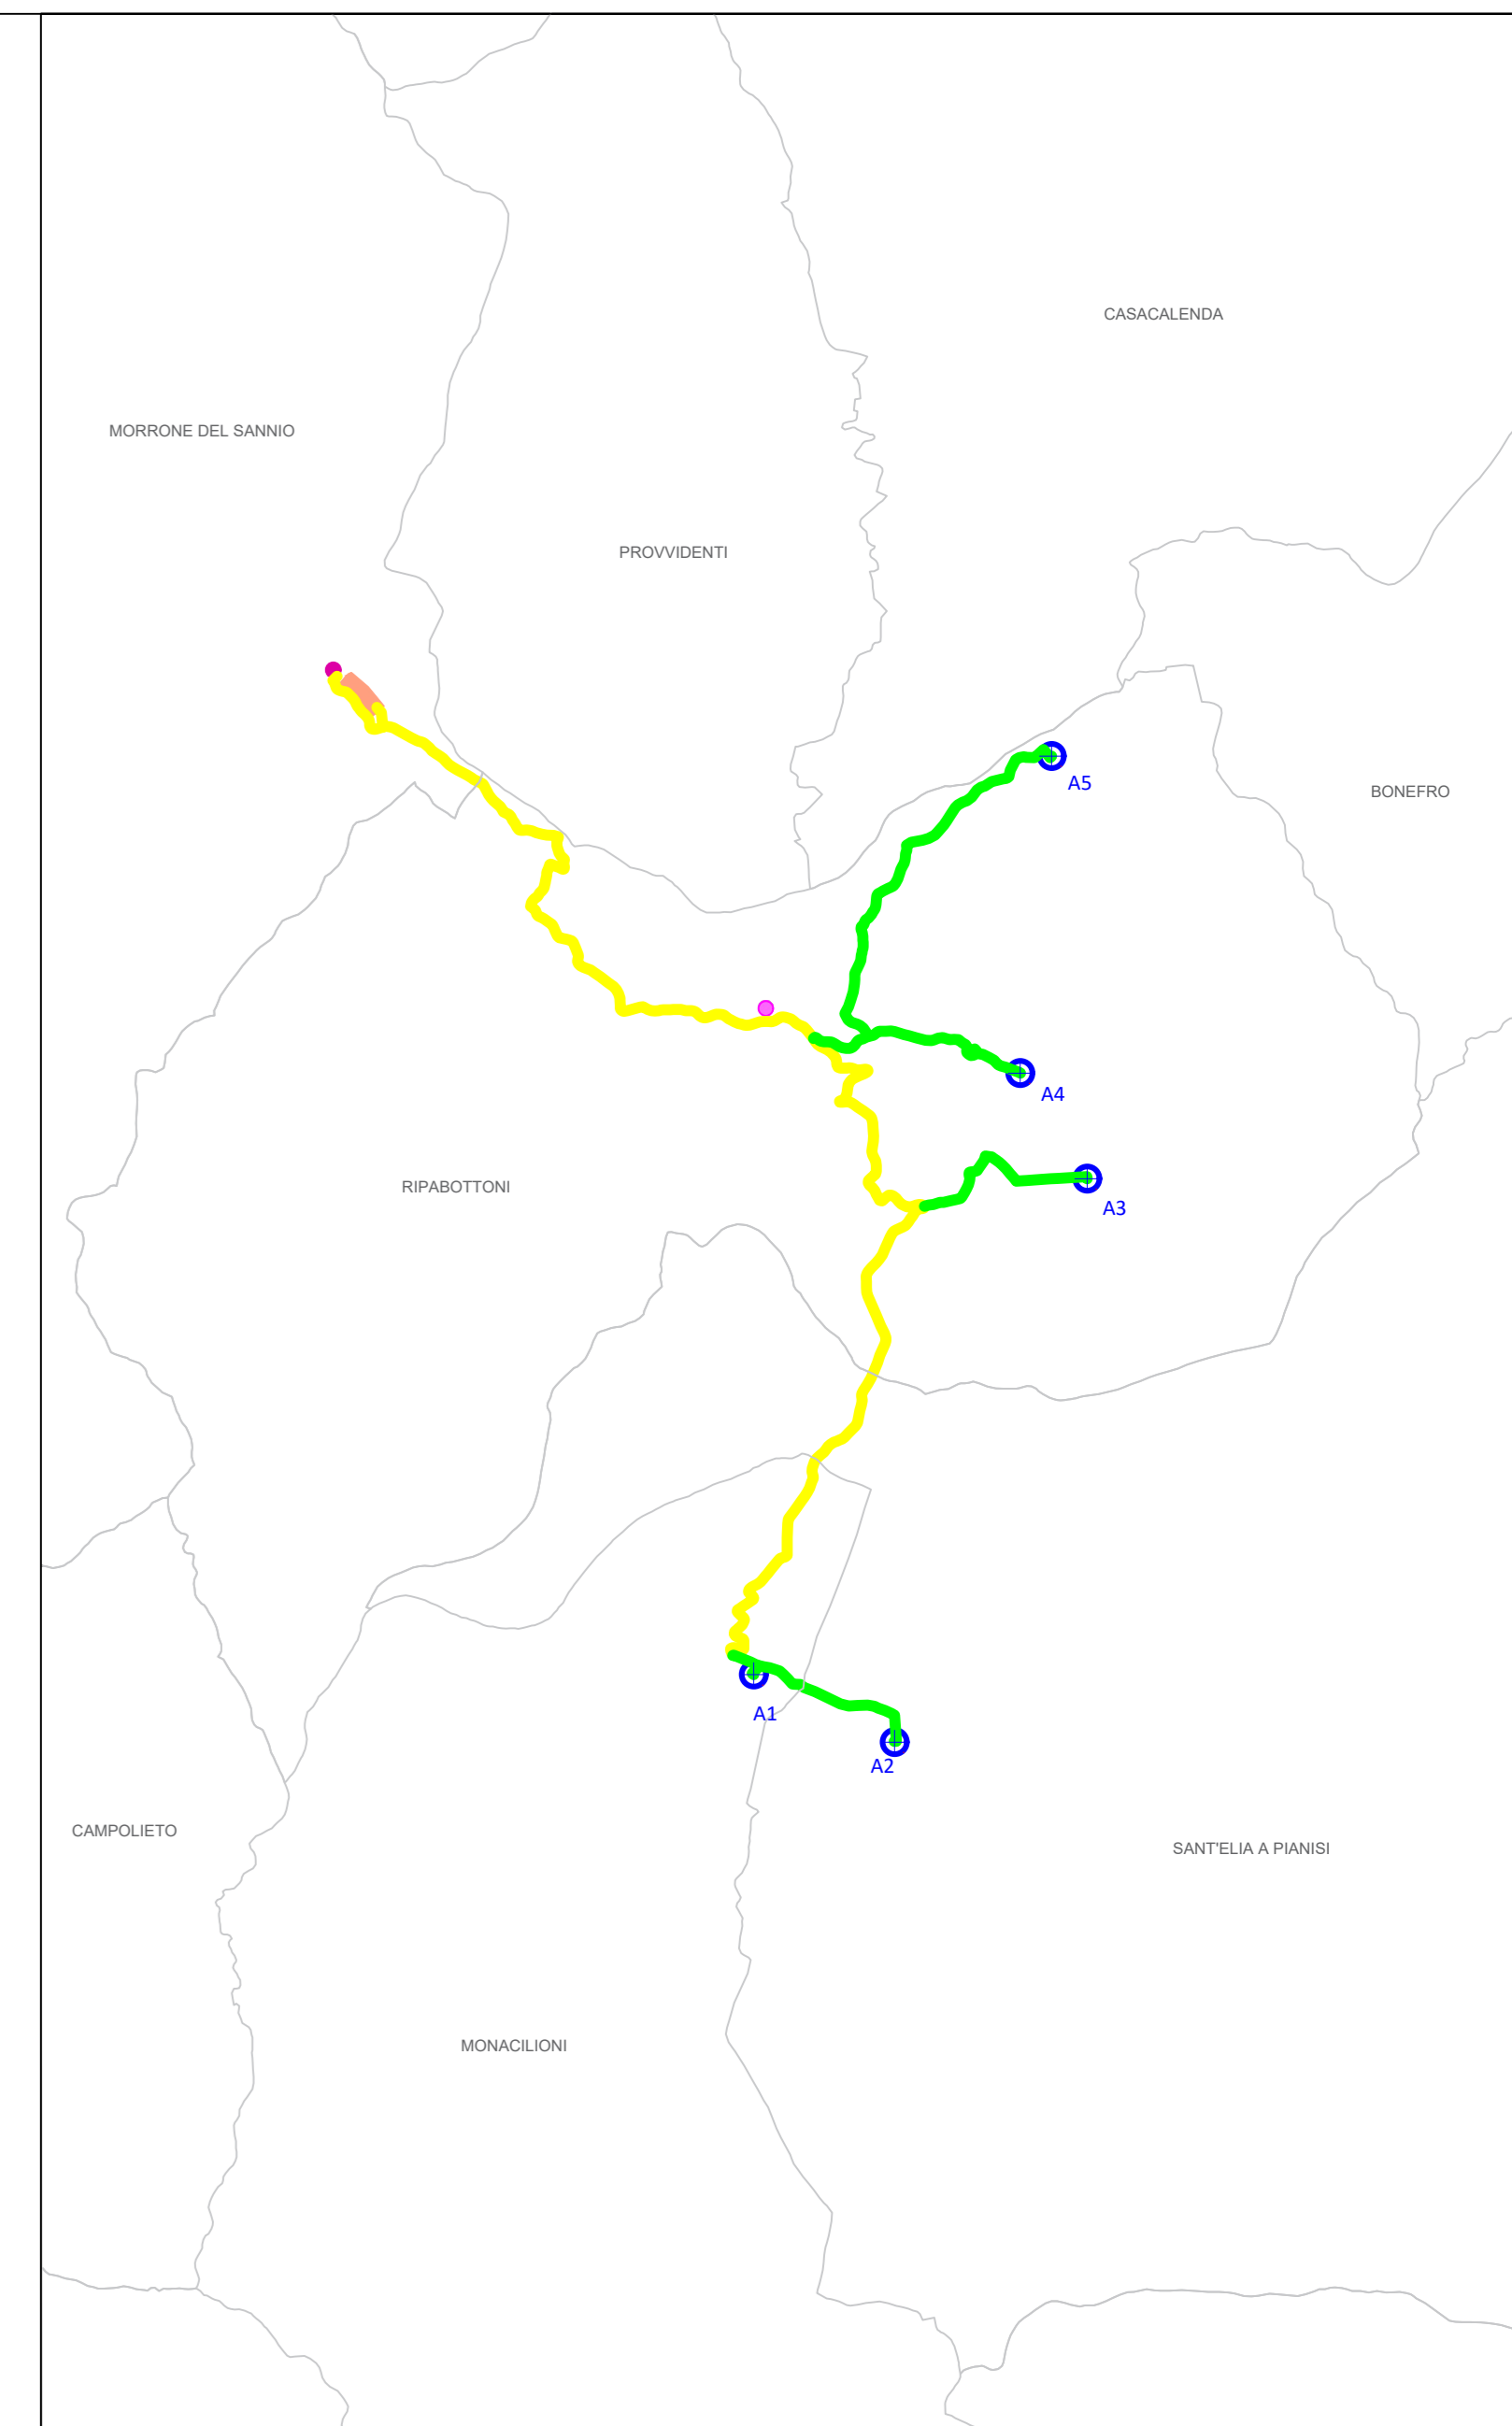 CASACALENDA
MORRONE DEL SANNIO
PROVVIDENTI
A5
BONEFRO
A4
RIPABOTTONI
A3
A1
A2
CAMPOLIETO
SANT'ELIA A PIANISI
MONACILIONI